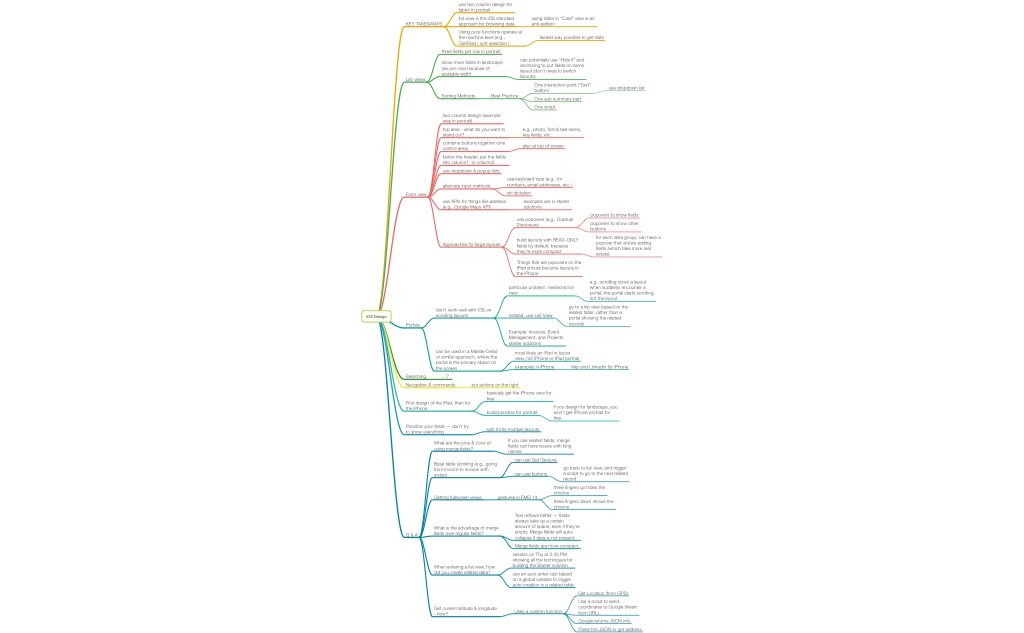 use two column design for
tablet in portrait
KEY TAKEAWAYS
list view is the iOS standard
approach for browsing data
using slider in "Card" view is an
anti-pattern
Using pure functions operate at
the machine level (e.g.,
fastest way possible to get data
three fields per row in portrait
show more fields in landscape
(as per row) because of
available width
can potentially use "Hide if" and
anchoring to put fields on same
layout (don't need to switch
layouts)
List views
Sorting Methods
Best Practice
One interaction point ("Sort"
button)
use dropdown list
One sub summary part
One script
two column design (example
was in portrait)
top area - what do you want to
stand out?
e.g., photo, first & last name,
key fields, etc.
combine buttons together (one
control area)
also at top of screen
below the header, put the fields
into column1 or column2
use dropdown & popup lists
alternate input methods
use keyboard type (e.g., for
numbers, email addresses, etc.)
siri dictation
Form view
use APIs for things like address
(e.g., Google Maps API)
examples are in starter
solutions
Approaches for large layouts
use popovers (e.g., Gradual
Disclosure)
popovers to show fields
popovers to show other
buttons
build layouts with READ-ONLY
fields by default, because
they're more compact
for each data group, can have a
popover that shows editing
fields (which take more real
estate)
Things that are popovers on the
iPad should become layouts in
the iPhone
iOS Design
Portals
don't work well with iOS on
scrolling layouts
particular problem: nested scroll
view
e.g., scrolling down a layout
when suddenly encounter a
portal, the portal starts scrolling,
not the layout
instead, use List View
go to a list view based on the
related table, rather than a
portal showing the related
records
Example: Invoices, Event
Management, and Projects
starter solutions
can be used in a Master-Detail
or similar approach, where the
portal is the primary object on
the screen
most likely an iPad in layout
view, not iPhone or iPad portrait
examples in iPhone
Yelp and LinkedIn for iPhone
Searching
Navigation & commands
put actions on the right
First design of the iPad, then for
the iPhone
basically get the iPhone view for
free
build/prioritize for portrait
if you design for landscape, you
won't get iPhone portrait for
free
Prioritize your fields — don't try
to show everything
split it into multiple layouts
Q & A
What are the pros & cons of
using merge fields?
if you use related fields, merge
fields can have issues with long
names
Base table scrolling (e.g., going
from invoice to invoice with
swipe)
can use Get Gesture
can use buttons
go back to list view, and trigger
a script to go to the next related
record
Getting fullscreen views
gestures in FMG 14
three fingers up hides the
chrome
three fingers down shows the
chrome
What is the advantage of merge
fields over regular fields?
Text reflows better — fields
always take up a certain
amount of space, even if they're
empty. Merge fields will auto-
collapse if data is not present.
Merge fields are more compact
When entering a list view, how
did you create related data?
session on Thu at 3:45 PM
showing all the techniques for
building the Starter solution
use an auto-enter calc based
on a global variable to trigger
auto-creation in a related table
Get current latitude & longitude
- how?
Uses a custom function
Get Location (from GPS)
Use a script to send
coordinates to Google (Insert
from URL)
Google returns JSON info
Parse the JSON to get address